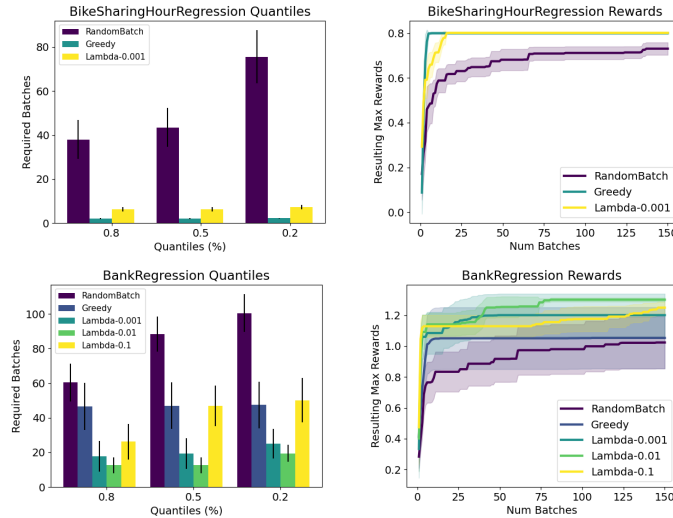 BikeSharingHourRegression Quantiles
RandomBatch
Greedy
Lambda-0.001
Required Batches
80
60
40
20
0
0.8 0.5 0.2
Quantiles (%)
BikeSharingHourRegression Rewards
Resulting Max Rewards
0.8
0.6
0.4
0.2
0.0
RandomBatch
Greedy
Lambda-0.001
0 25 50 75 100 125 150
Num Batches
BankRegression Quantiles
RandomBatch
Greedy
Lambda-0.001
Lambda-0.01
Lambda-0.1
Required Batches
100
80
60
40
20
0
0.8 0.5 0.2
Quantiles (%)
BankRegression Rewards
Resulting Max Rewards
1.2
1.0
0.8
0.6
0.4
0.2
RandomBatch
Greedy
Lambda-0.001
Lambda-0.01
Lambda-0.1
0 25 50 75 100 125 150
Num Batches